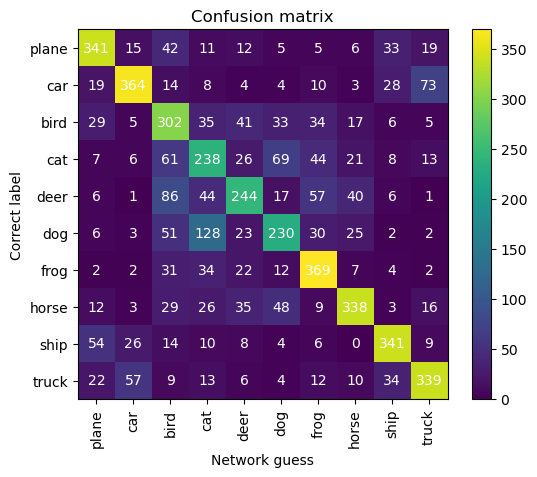 Confusion matrix
Correct label
plane 341 15 42 11 12 5 5 6 33 19
car 19 364 14 8 4 4 10 3 28 73
bird 29 5 302 35 41 33 34 17 6 5
cat 7 6 61 238 26 69 44 21 8 13
deer 6 1 86 44 244 17 57 40 6 1
dog 6 3 51 128 23 230 30 25 2 2
frog 2 2 31 34 22 12 369 7 4 2
horse 12 3 29 26 35 48 9 338 3 16
ship 54 26 14 10 8 4 6 0 341 9
truck 22 57 9 13 6 4 12 10 34 339
plane car bird cat deer dog frog horse ship truck
Network guess
350
300
250
200
150
100
50
0